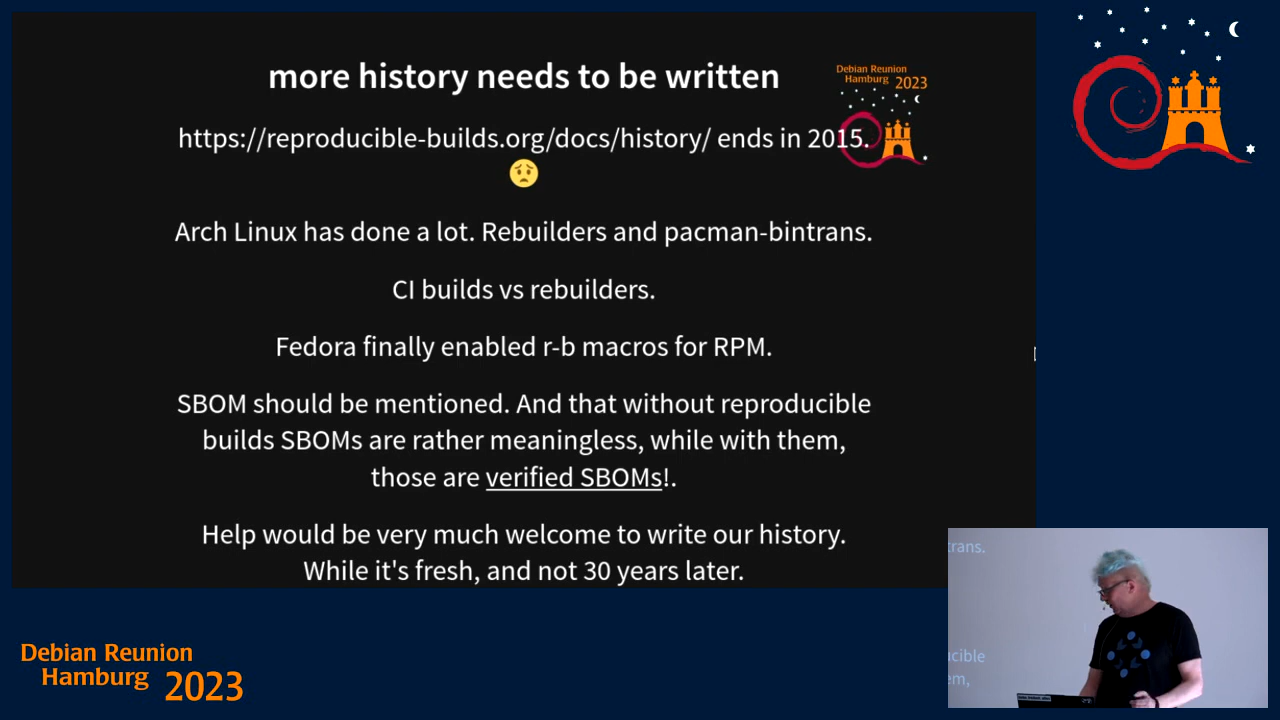 more history needs to be written
Debian Reunion
Hamburg 2023
https://reproducible-builds.org/docs/history/ ends in 2015.
Arch Linux has done a lot. Rebuilders and pacman-bintrans.
CI builds vs rebuilders.
Fedora finally enabled r-b macros for RPM.
SBOM should be mentioned. And that without reproducible
builds SBOMs are rather meaningless, while with them,
those are verified SBOMs!.
Help would be very much welcome to write our history.
While it's fresh, and not 30 years later.
Debian Reunion
Hamburg 2023
trans.
ucible
em,